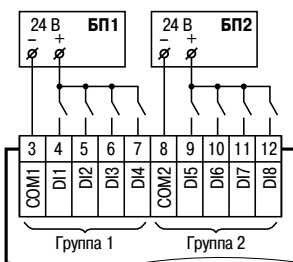 24 В БП1
– +
24 В БП2
– +
3 4 5 6 7 8 9 10 11 12
COM1 DI1 DI2 DI3 DI4 COM2 DI5 DI6 DI7 DI8
Группа 1 Группа 2